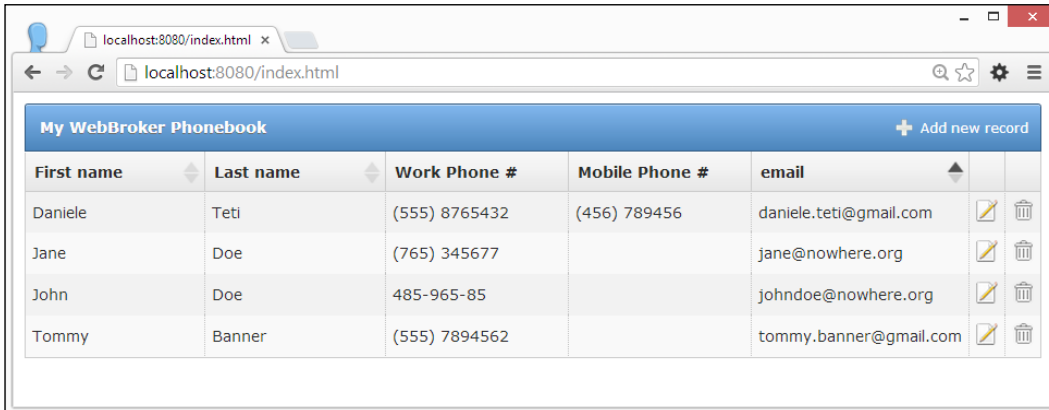 localhost:8080/index.html ×
localhost:8080/index.html
My WebBroker Phonebook Add new record
First name Last name Work Phone # Mobile Phone # email
Daniele Teti (555) 8765432 (456) 789456 daniele.teti@gmail.com
Jane Doe (765) 345677 jane@nowhere.org
John Doe 485-965-85 johndoe@nowhere.org
Tommy Banner (555) 7894562 tommy.banner@gmail.com